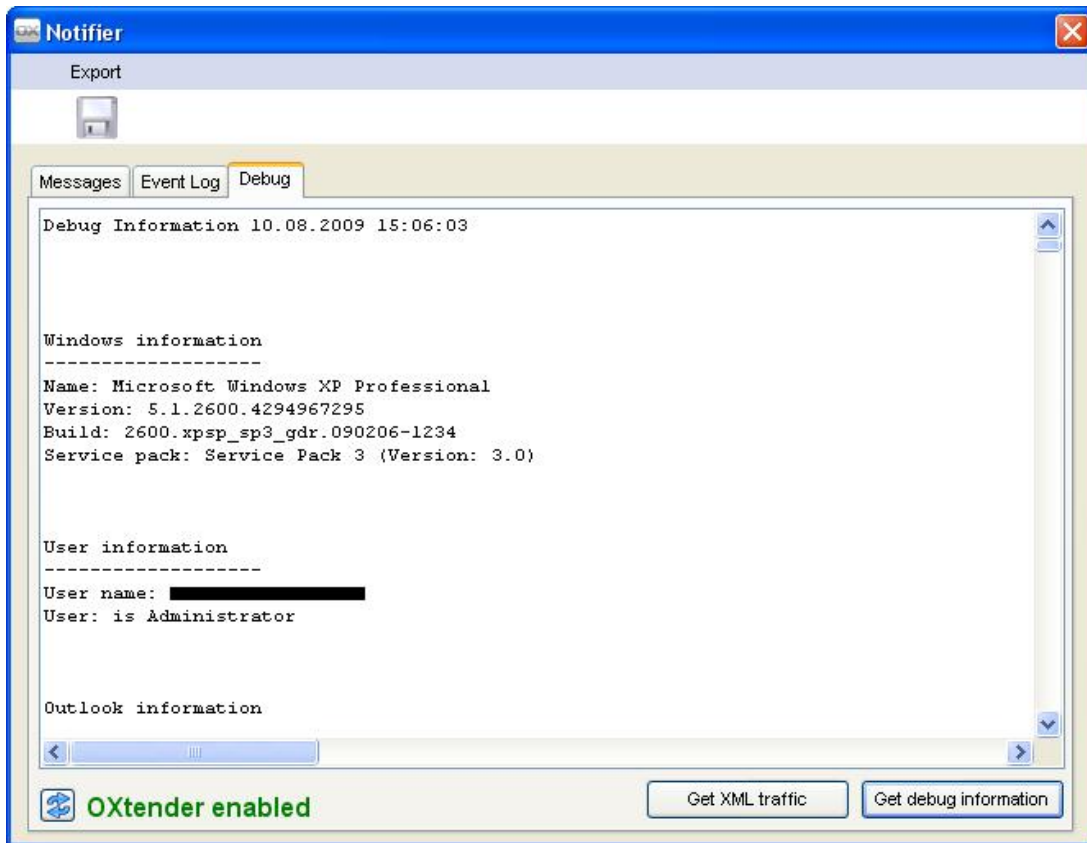 OX Notifier
Export
Messages Event Log Debug
Debug Information 10.08.2009 15:06:03
Windows information
-------------------
Name: Microsoft Windows XP Professional
Version: 5.1.2600.4294967295
Build: 2600.xpsp_sp3_gdr.090206-1234
Service pack: Service Pack 3 (Version: 3.0)
User information
-------------------
User name:
User: is Administrator
Outlook information
OXtender enabled Get XML traffic Get debug information